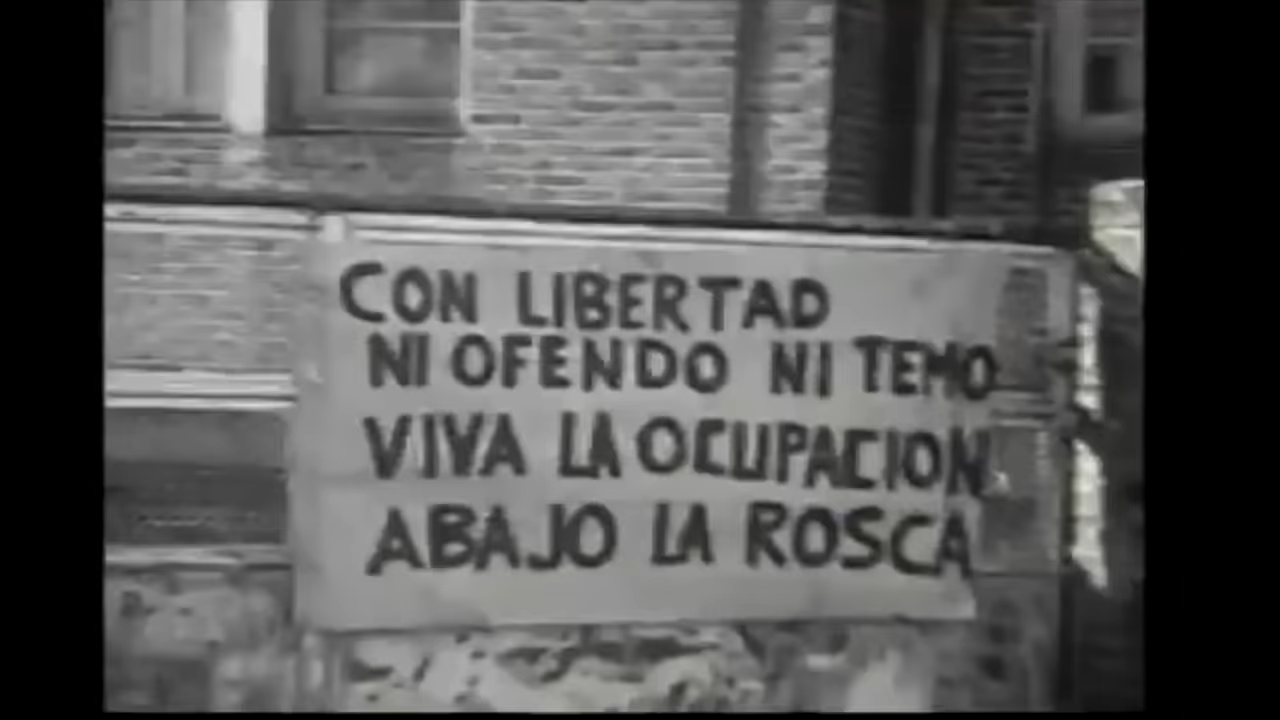 CON LIBERTAD
NI OFENDO NI TEMO
VIVA LA OCUPACION
ABAJO LA ROSCA